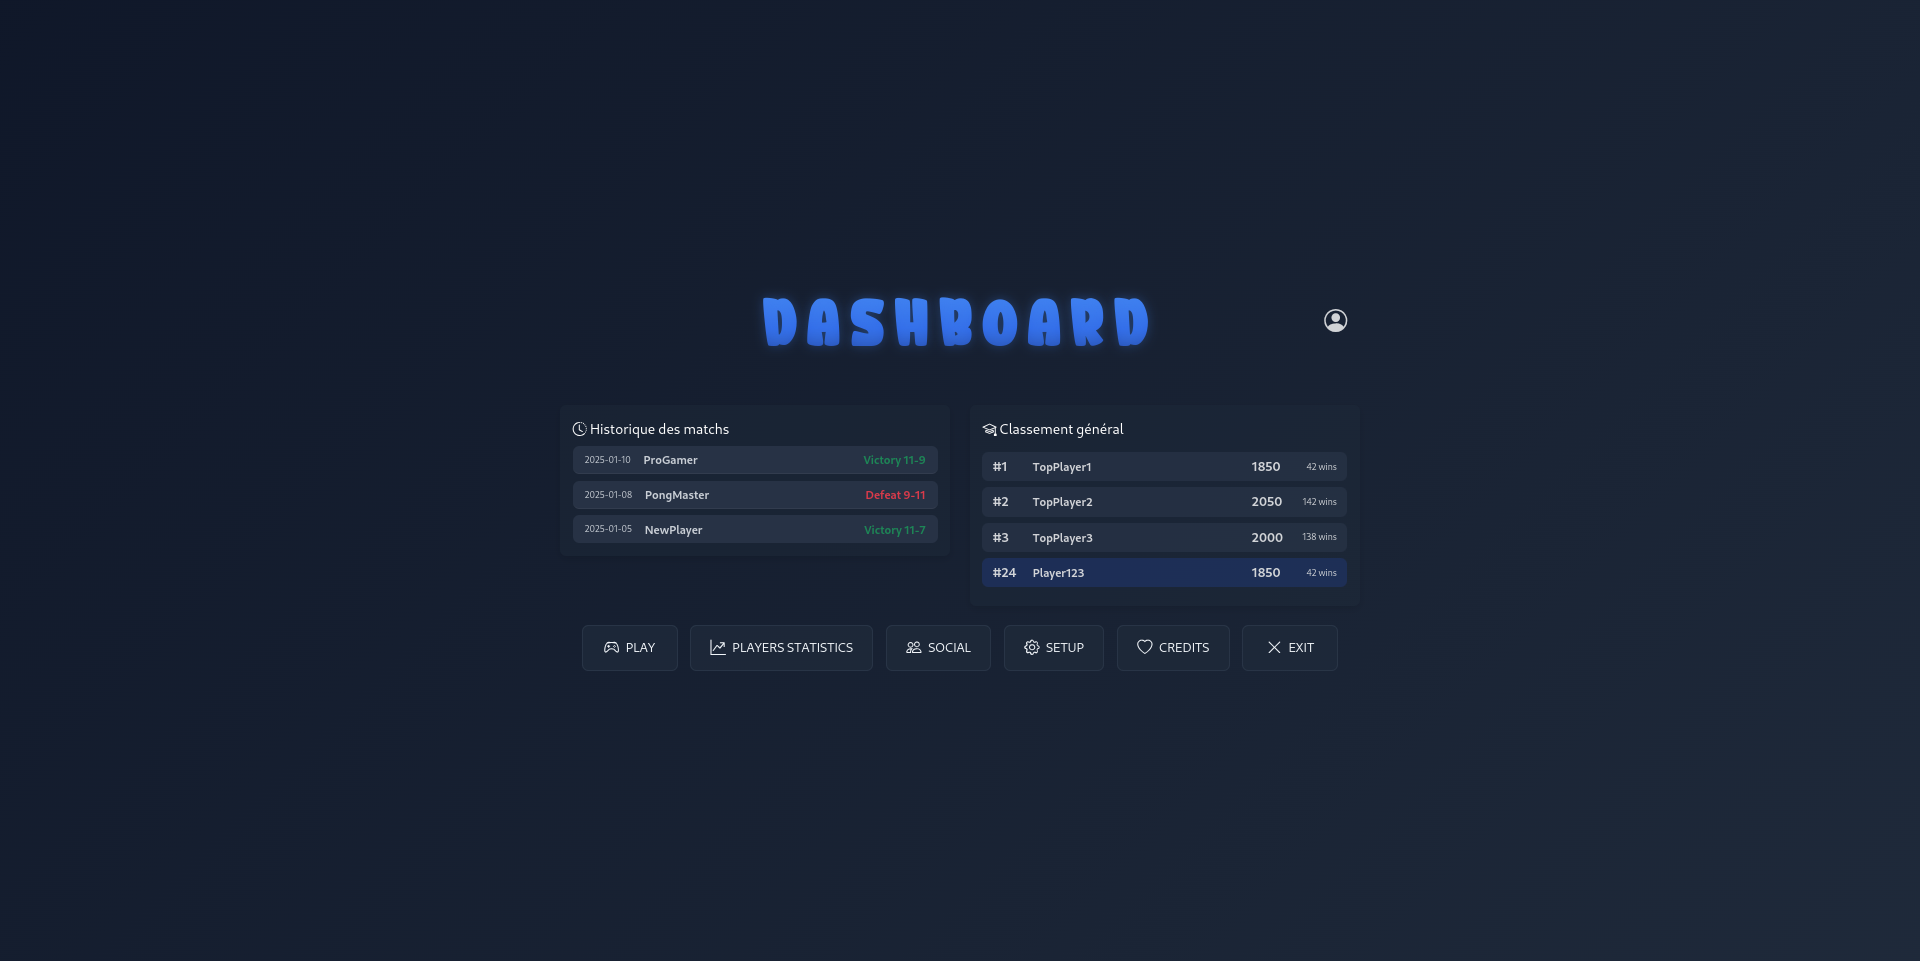 DASHBOARD
Historique des matchs
2025-01-10 ProGamer Victory 11-9
2025-01-08 PongMaster Defeat 9-11
2025-01-05 NewPlayer Victory 11-7
Classement général
#1 TopPlayer1 1850 42 wins
#2 TopPlayer2 2050 142 wins
#3 TopPlayer3 2000 138 wins
#24 Player123 1850 42 wins
PLAY PLAYERS STATISTICS SOCIAL SETUP CREDITS EXIT